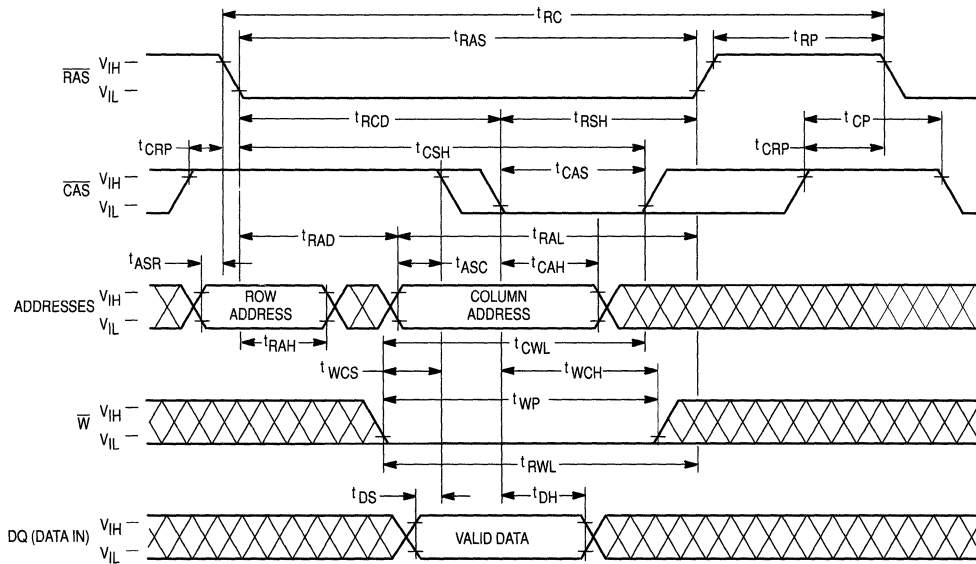 tRC
tRAS
tRP
RAS
VIH
VIL
tRCD
tRSH
tCP
tCRP
tCSH
tCRP
tCAS
CAS
VIH
VIL
tRAD
tRAL
tASR
tASC
tCAH
ADDRESSES
VIH
VIL
ROW
ADDRESS
COLUMN
ADDRESS
tRAH
tCWL
tWCS
tWCH
tWP
W
VIH
VIL
tRWL
tDS
tDH
DQ (DATA IN)
VIH
VIL
VALID DATA